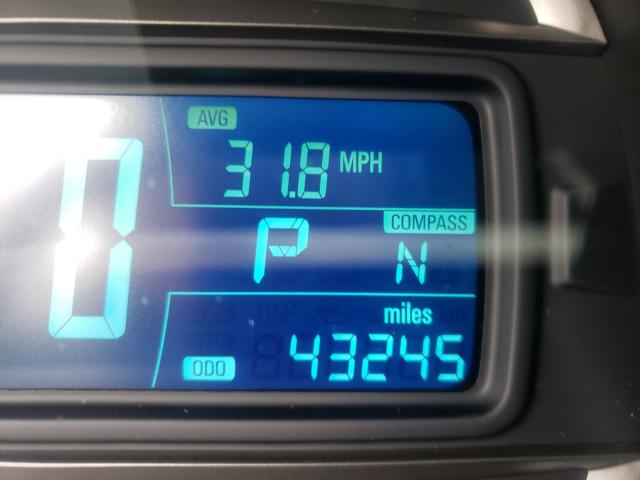 AVG
31.8 MPH
0
P
COMPASS
N
miles
ODO 43245